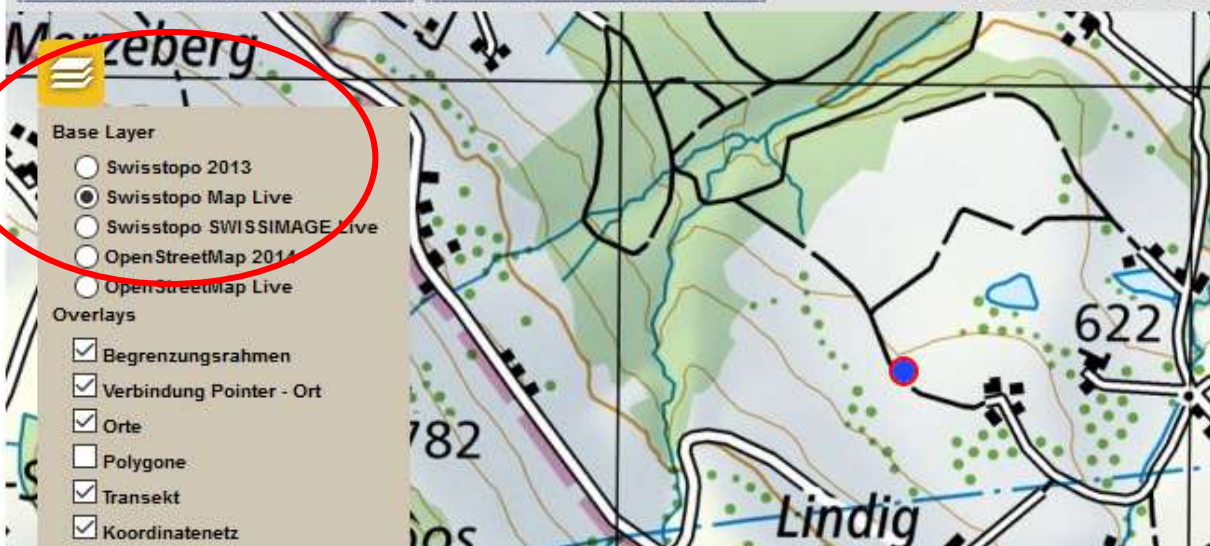 Merzeberg
Base Layer
Swisstopo 2013
Swisstopo Map Live
Swisstopo SWISSIMAGE Live
OpenStreetMap 2014
OpenStreetMap Live
Overlays
Begrenzungsrahmen
Verbindung Pointer - Ort
Orte
Polygone
Transekt
Koordinatenetz
622
782
Lindig